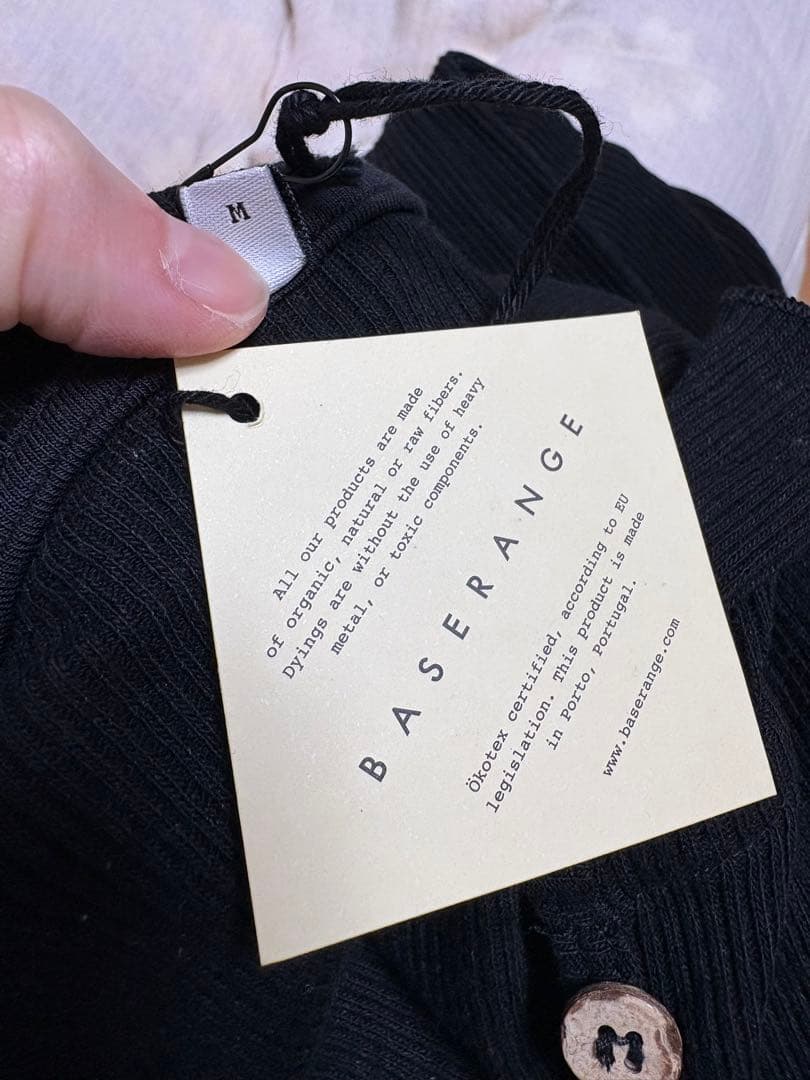 M
All our products are made
of organic, natural or raw fibers.
Dyings are without the use of heavy
metal, or toxic components.
BASERANGE
Ökotex certified, according to EU
legislation. This product is made
in Porto, Portugal.
www.baserange.com